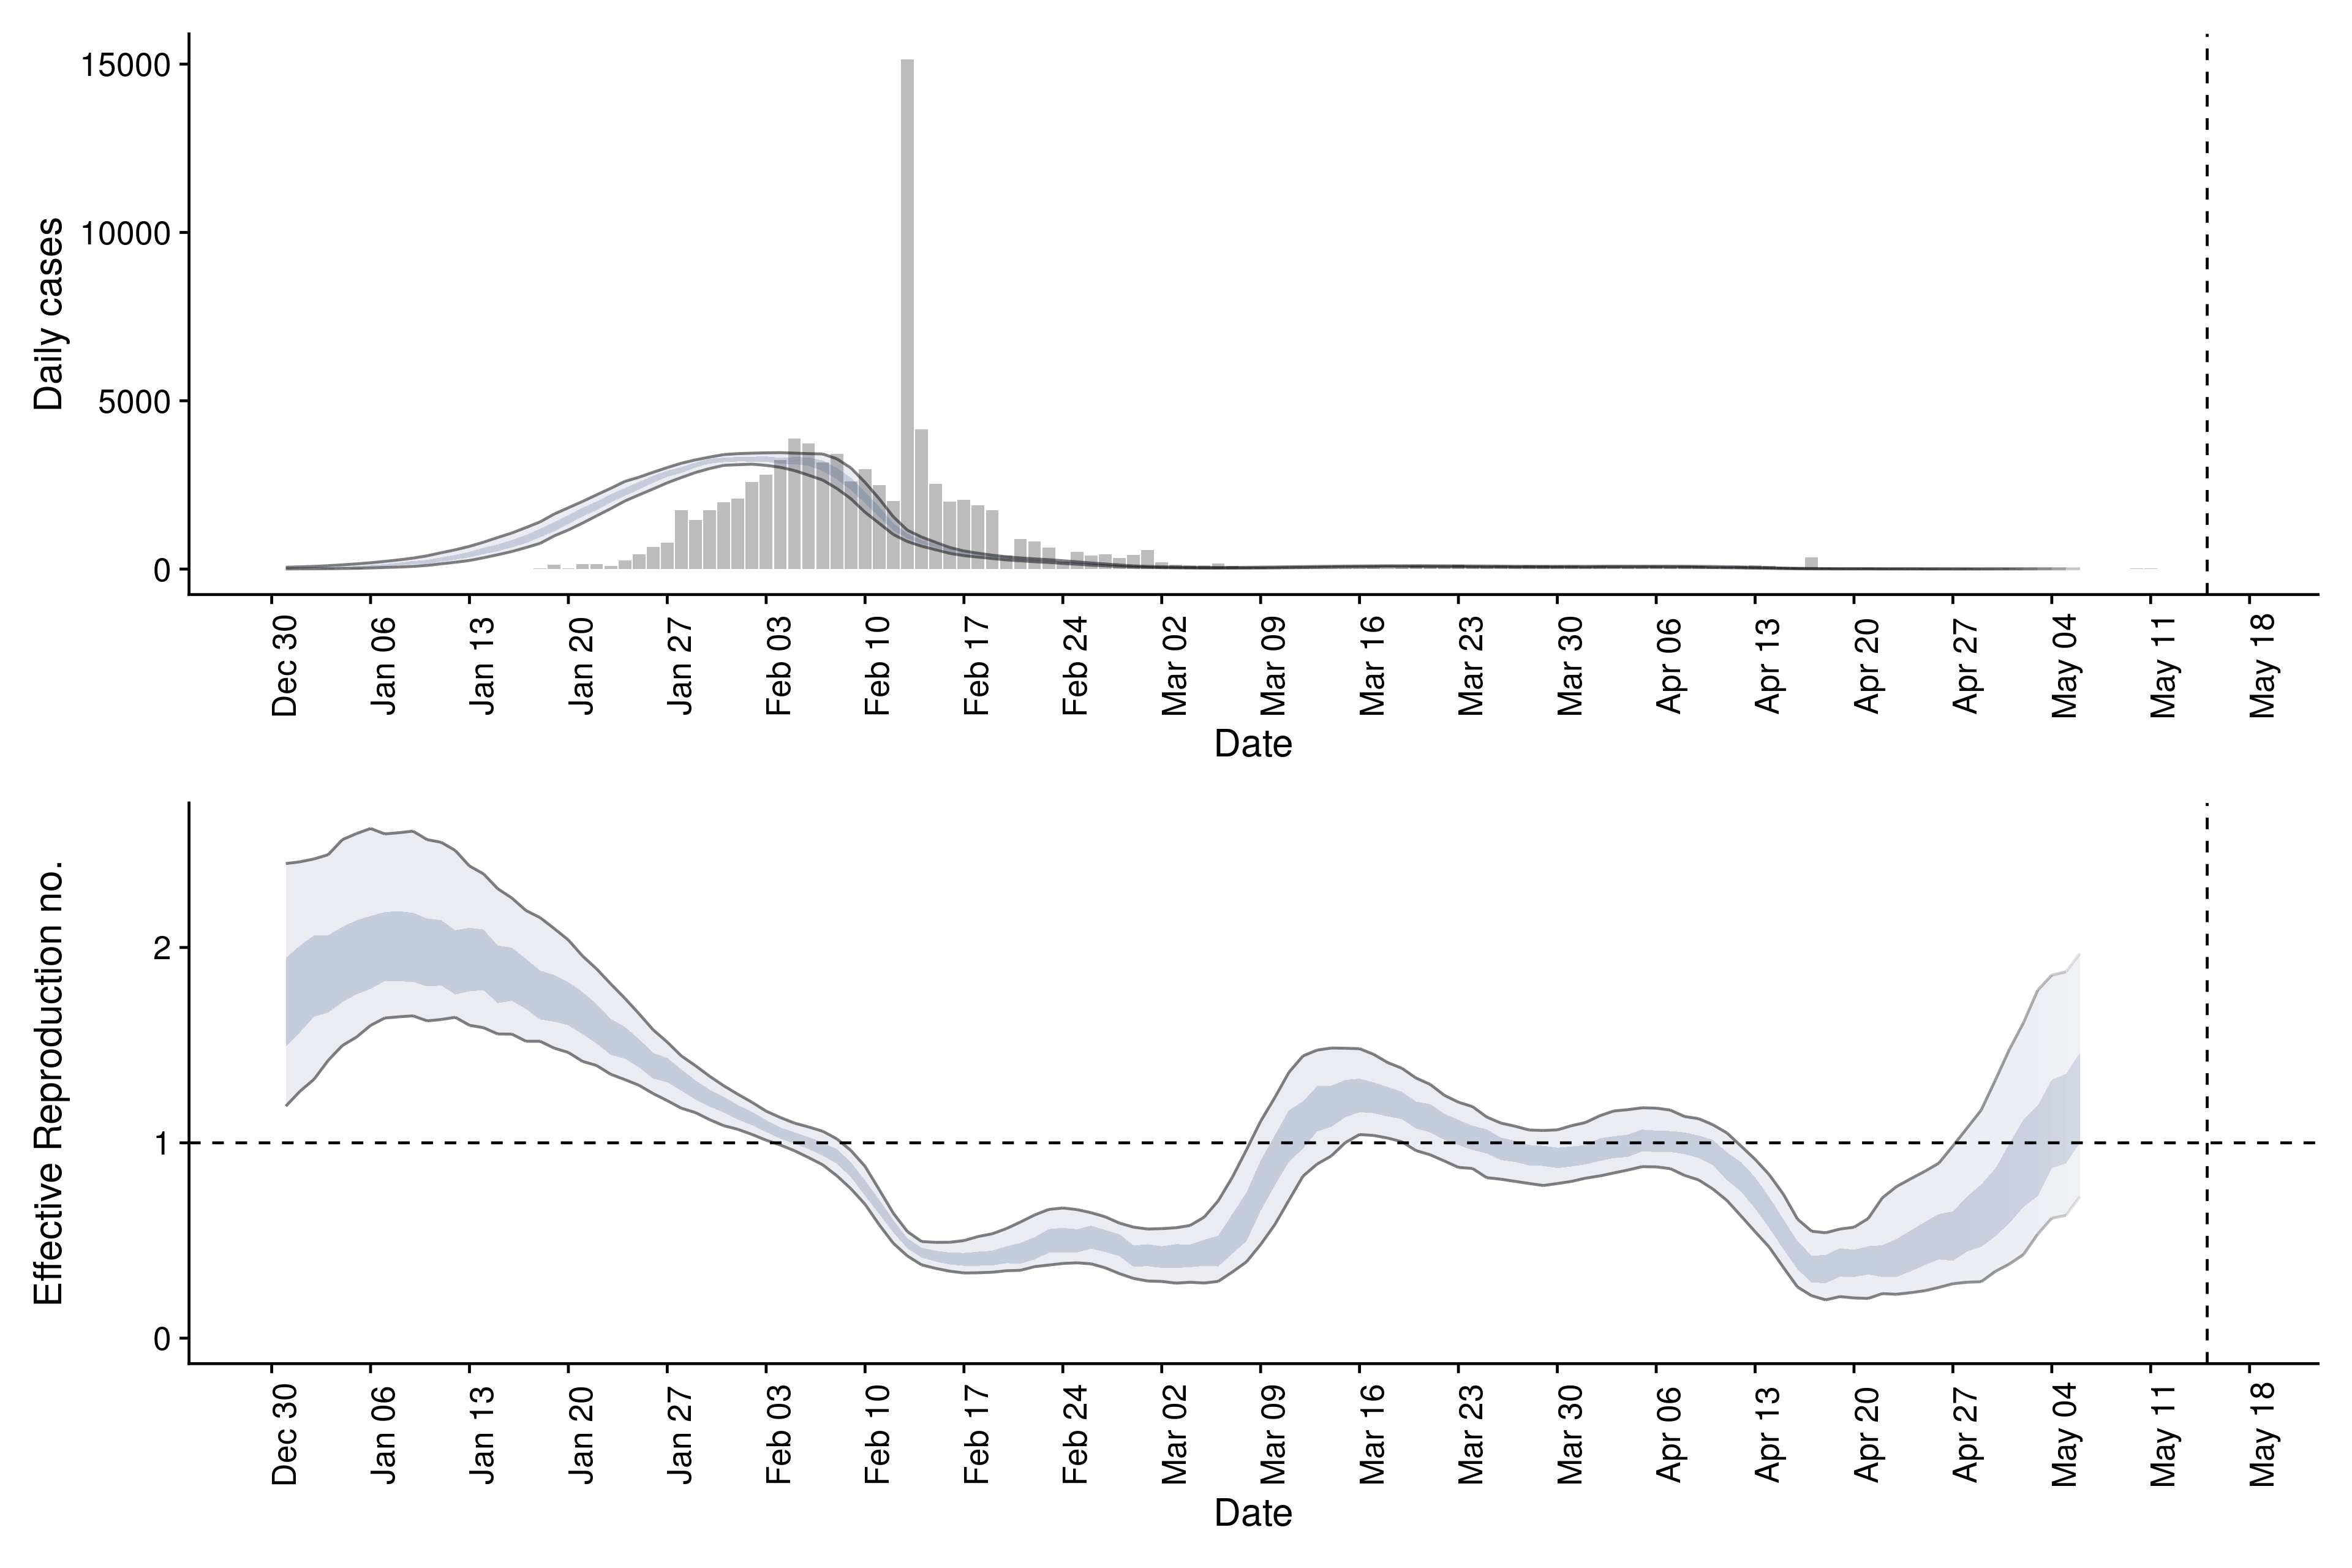 Daily cases
15000
10000
5000
0
Dec 30
Jan 06
Jan 13
Jan 20
Jan 27
Feb 03
Feb 10
Feb 17
Feb 24
Mar 02
Mar 09
Mar 16
Mar 23
Mar 30
Apr 06
Apr 13
Apr 20
Apr 27
May 04
May 11
May 18
Date
Effective Reproduction no.
2
1
0
Dec 30
Jan 06
Jan 13
Jan 20
Jan 27
Feb 03
Feb 10
Feb 17
Feb 24
Mar 02
Mar 09
Mar 16
Mar 23
Mar 30
Apr 06
Apr 13
Apr 20
Apr 27
May 04
May 11
May 18
Date